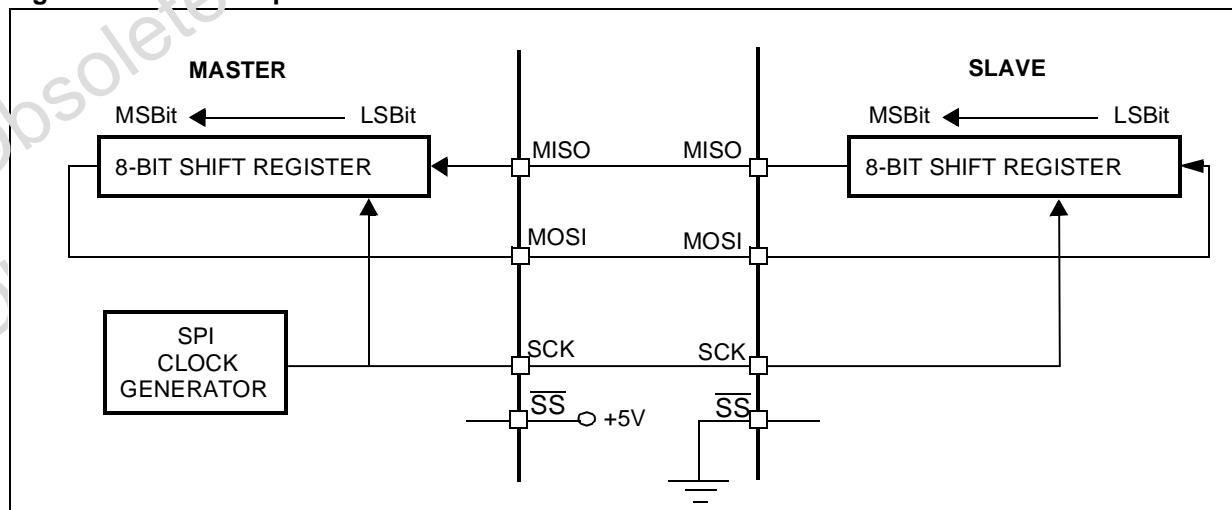 MASTER
SLAVE
MSBit
LSBit
MSBit
LSBit
8-BIT SHIFT REGISTER
MISO
MISO
8-BIT SHIFT REGISTER
MOSI
MOSI
SPI
CLOCK
GENERATOR
SCK
SCK
SS
+5V
SS
obsolete